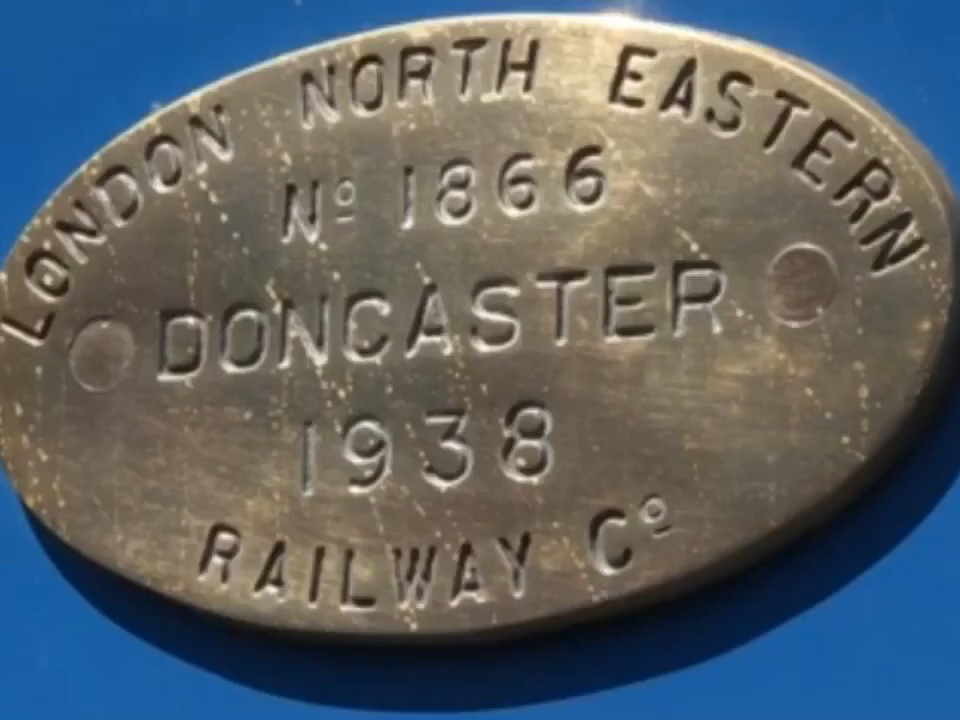 LONDON NORTH EASTERN
Nº 1866
DONCASTER
1938
RAILWAY Cº